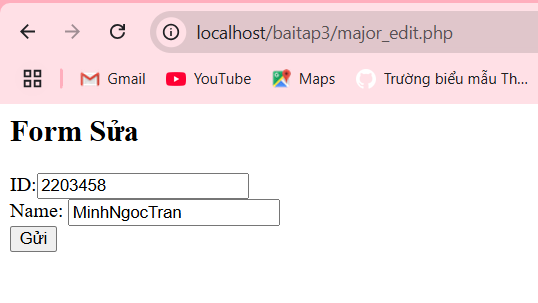 localhost/baitap3/major_edit.php
Gmail YouTube Maps Trường biểu mẫu Th...
Form Sửa
ID: 2203458
Name: MinhNgocTran
Gửi